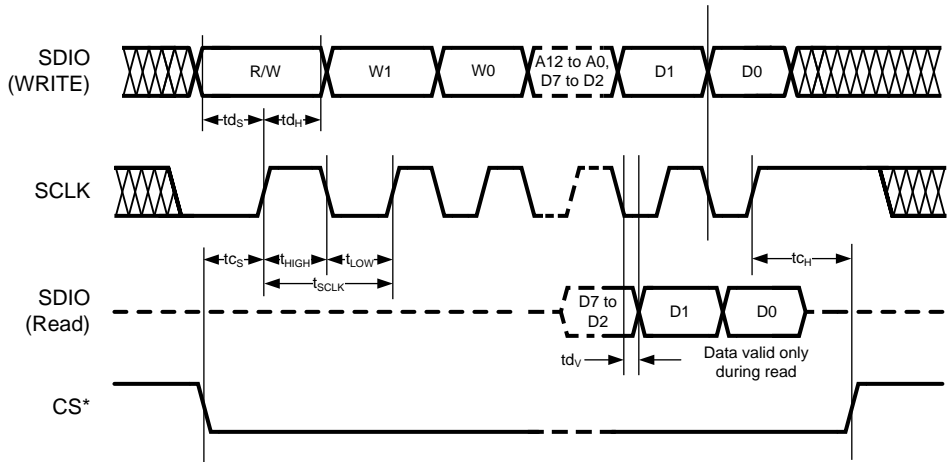 SDIO
(WRITE)
R/W
W1
W0
A12 to A0,
D7 to D2
D1
D0
tdS
tdH
SCLK
tcS
tHIGH
tLOW
tSCLK
tcH
SDIO
(Read)
D7 to
D2
D1
D0
tdV
Data valid only
during read
CS*